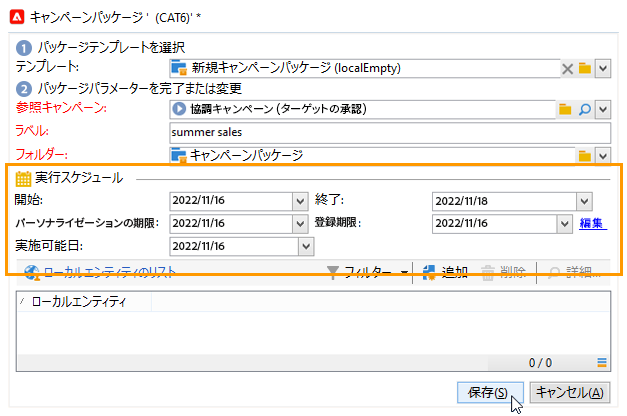 キャンペーンパッケージ ' (CAT6)' *
1 パッケージテンプレートを選択
テンプレート: 新規キャンペーンパッケージ (localEmpty)
2 パッケージパラメーターを完了または変更
参照キャンペーン: 協調キャンペーン (ターゲットの承認)
ラベル: summer sales
フォルダー: キャンペーンパッケージ
実行スケジュール
開始: 2022/11/16 終了: 2022/11/18
パーソナライゼーションの期限: 2022/11/16 登録期限: 2022/11/16 編集
実施可能日: 2022/11/16
ローカルエンティティのリスト フィルター 追加 削除 詳細...
ローカルエンティティ
0 / 0
保存(S) キャンセル(A)